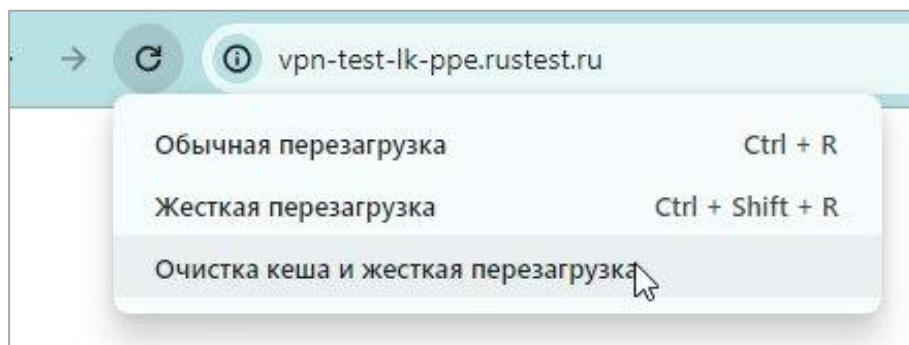 vpn-test-lk-ppe.rustest.ru
Обычная перезагрузка Ctrl + R
Жесткая перезагрузка Ctrl + Shift + R
Очистка кеша и жесткая перезагрузка